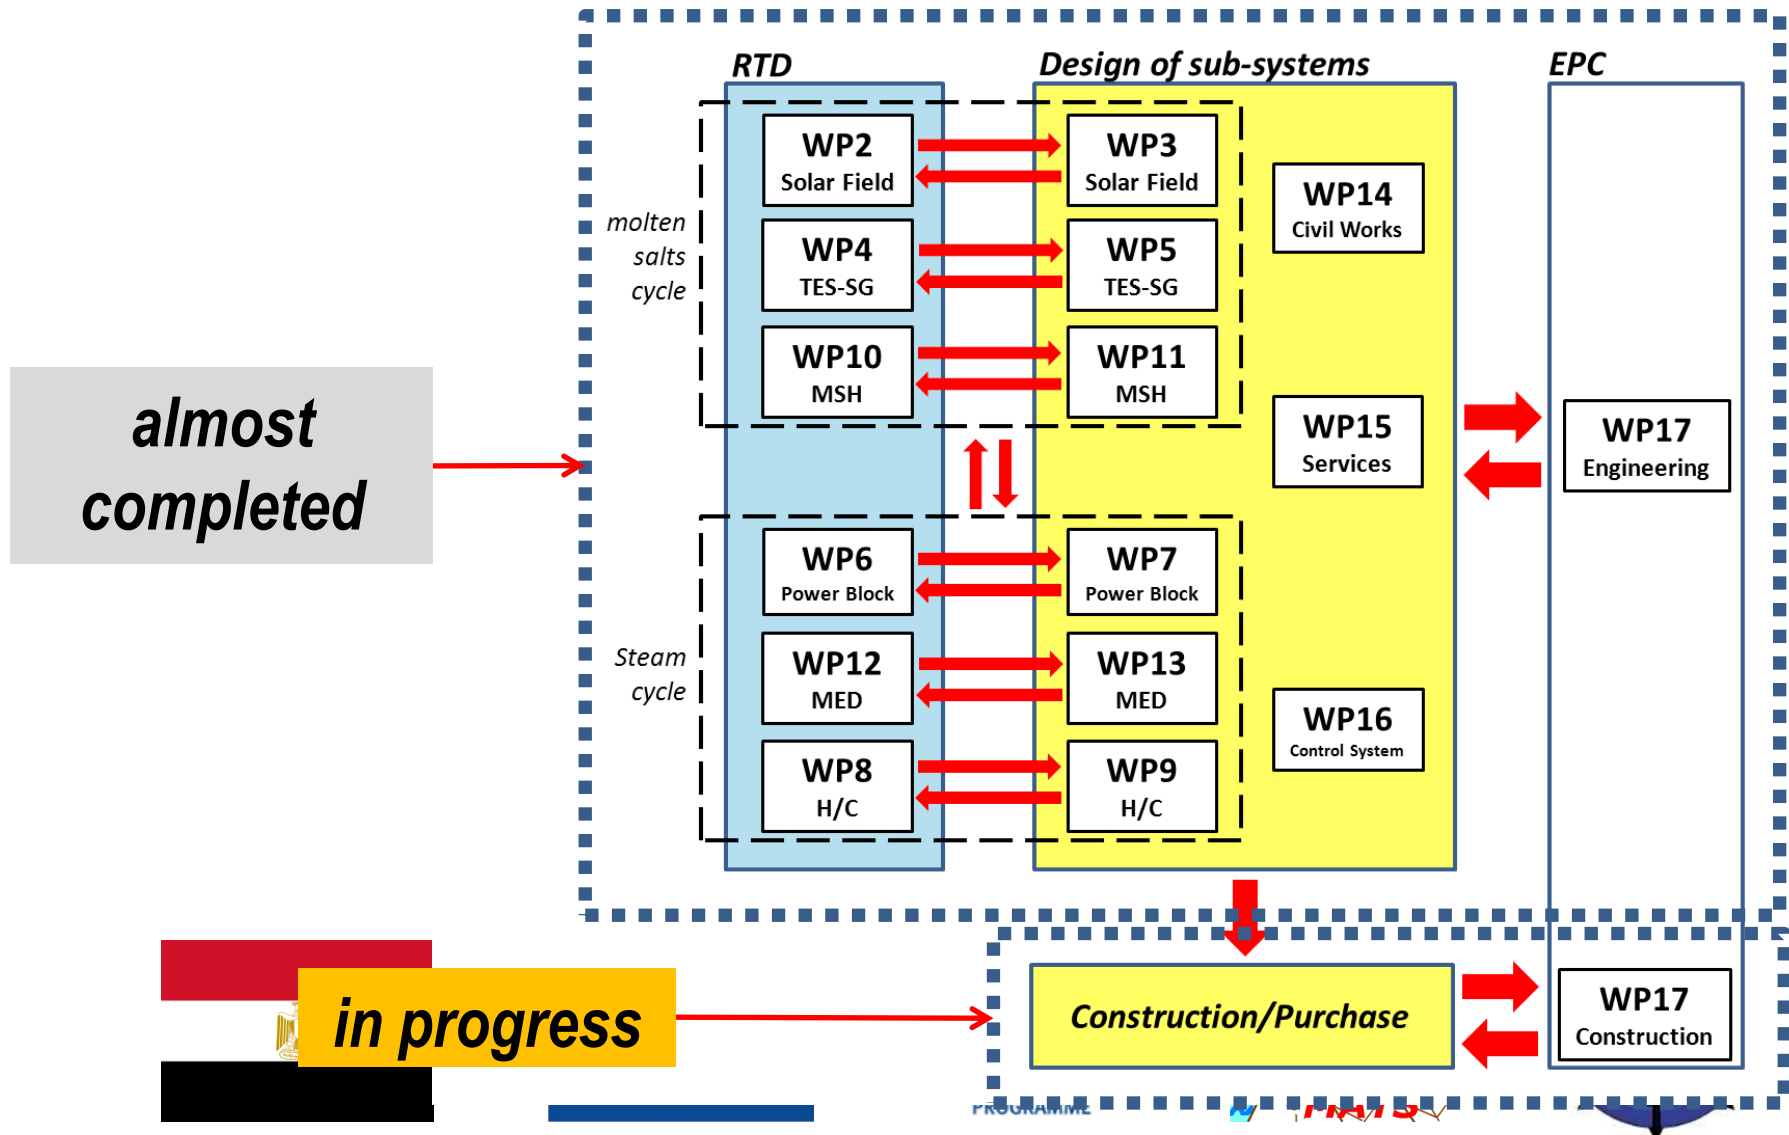 RTD
Design of sub-systems
EPC
molten
salts
cycle
WP2
Solar Field
WP3
Solar Field
WP4
TES-SG
WP5
TES-SG
WP10
MSH
WP11
MSH
WP14
Civil Works
WP15
Services
WP16
Control System
WP17
Engineering
almost
completed
Steam
cycle
WP6
Power Block
WP7
Power Block
WP12
MED
WP13
MED
WP8
H/C
WP9
H/C
in progress
Construction/Purchase
WP17
Construction
PROGRAMME
MATS